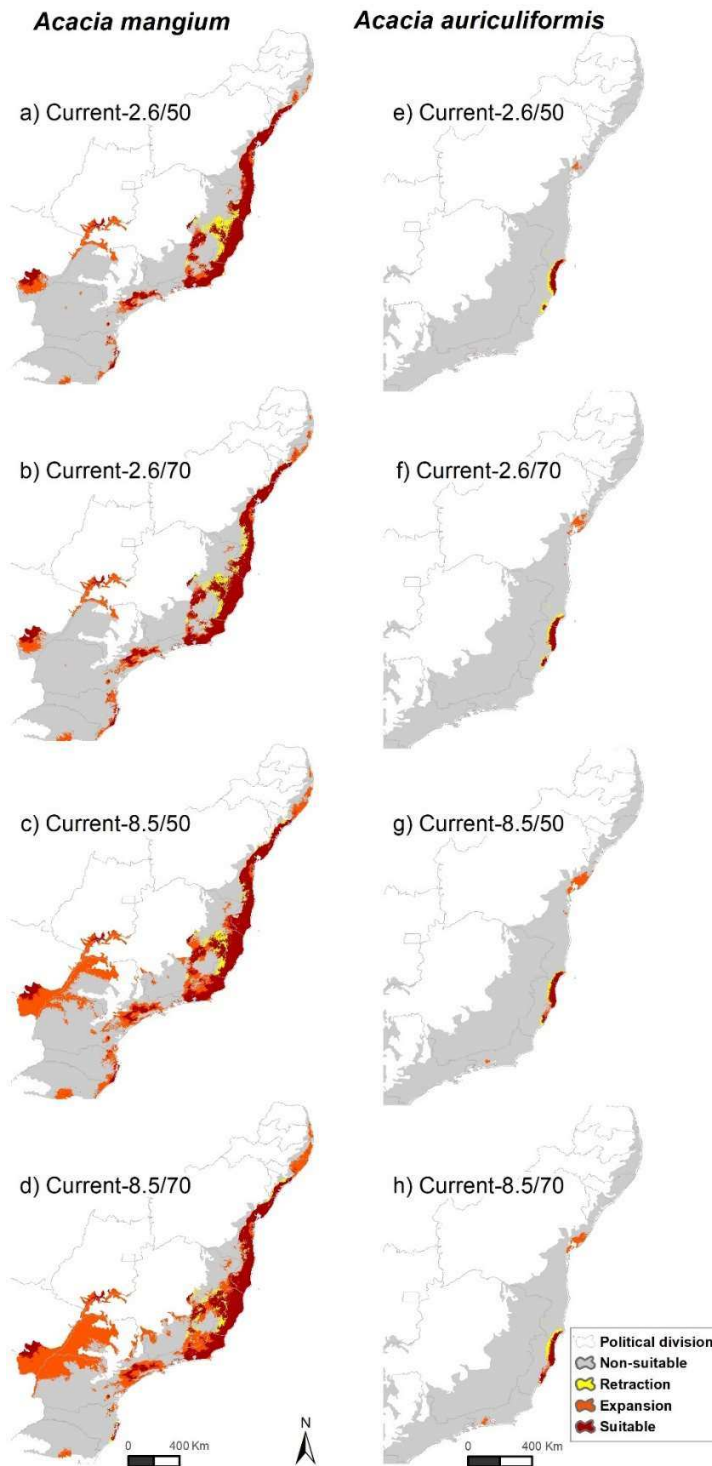 Acacia mangium
Acacia auriculiformis
a) Current-2.6/50
e) Current-2.6/50
b) Current-2.6/70
f) Current-2.6/70
c) Current-8.5/50
g) Current-8.5/50
d) Current-8.5/70
h) Current-8.5/70
Political division
Non-suitable
Retraction
Expansion
Suitable
N
0 400 Km
0 400 Km